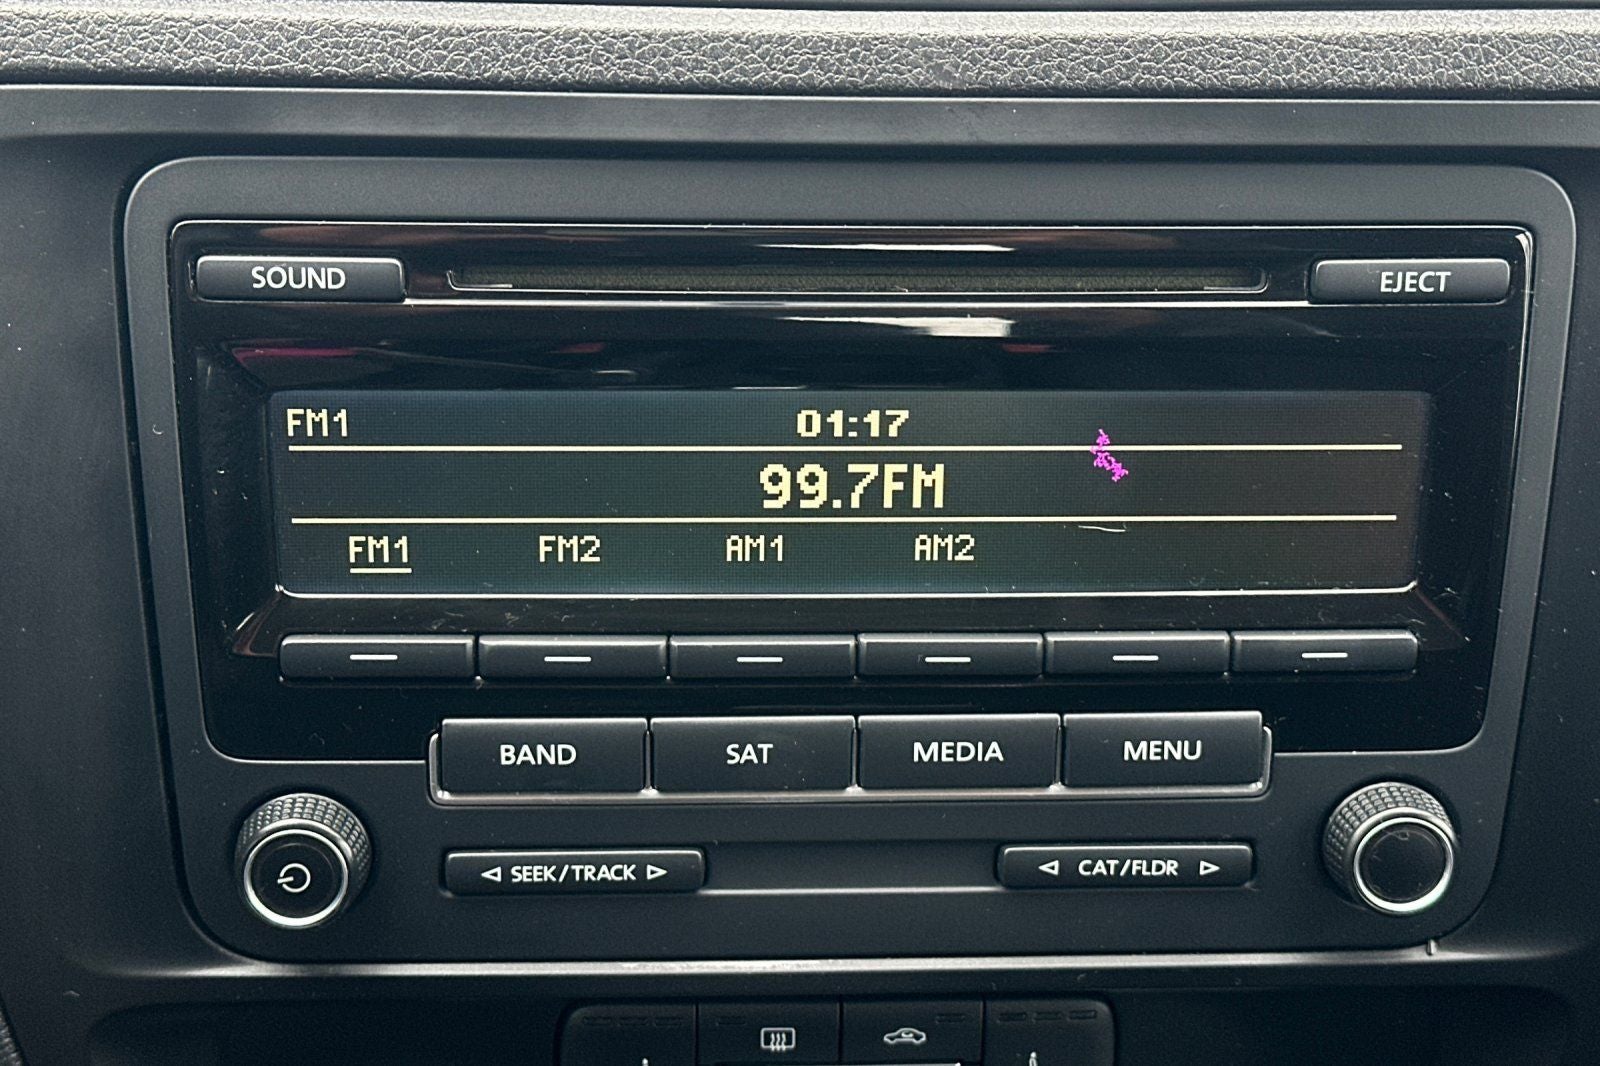 SOUND
EJECT
FM1 01:17
99.7FM
FM1 FM2 AM1 AM2
BAND SAT MEDIA MENU
SEEK/TRACK CAT/FLDR